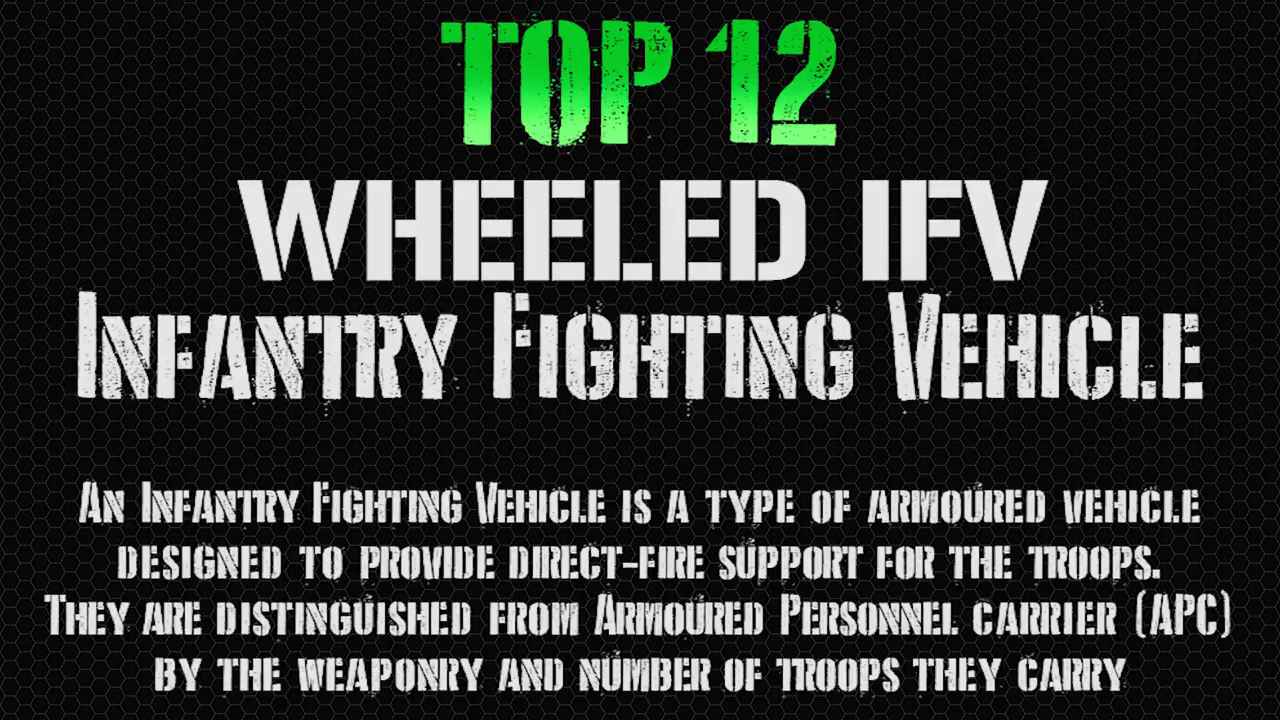 TOP 12
WHEELED IFV
INFANTRY FIGHTING VEHICLE
AN INFANTRY FIGHTING VEHICLE IS A TYPE OF ARMOURED VEHICLE
DESIGNED TO PROVIDE DIRECT-FIRE SUPPORT FOR THE TROOPS.
THEY ARE DISTINGUISHED FROM ARMOURED PERSONNEL CARRIER (APC)
BY THE WEAPONRY AND NUMBER OF TROOPS THEY CARRY